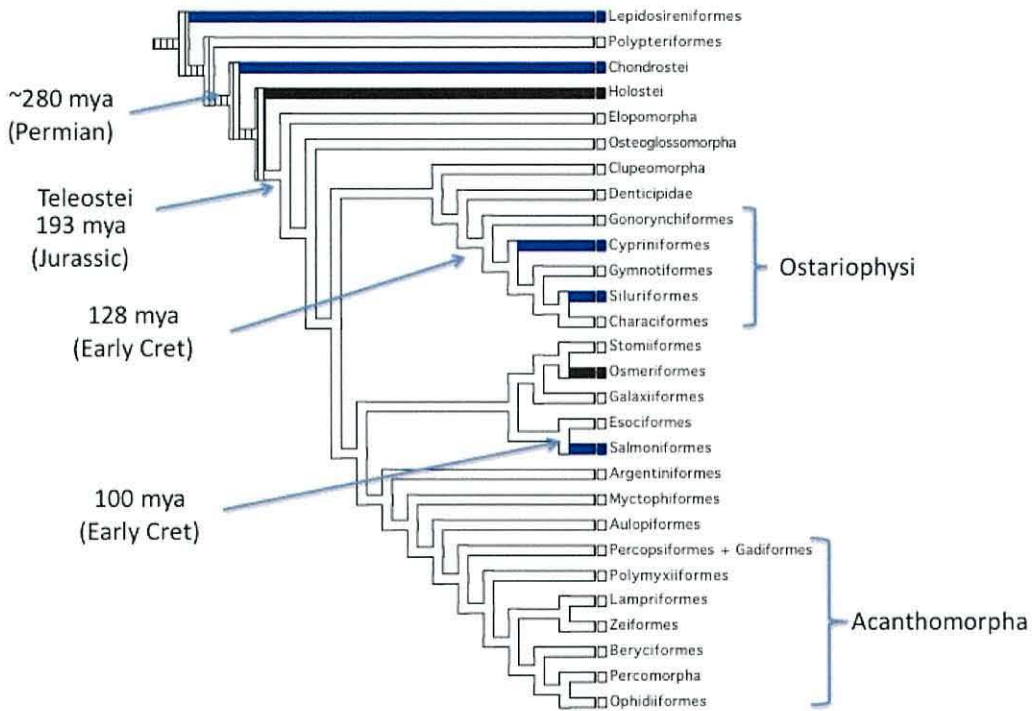 Lepidosireniformes
Polypteriformes
Chondrostei
Holostei
Elopomorpha
Osteoglossomorpha
Clupeomorpha
Denticipidae
Gonorynchiformes
Cypriniformes
Gymnotiformes
Siluriformes
Characiformes
Stomiiformes
Osmeriformes
Galaxiiformes
Esociformes
Salmoniformes
Argentiniformes
Myctophiformes
Aulopiformes
Percopsiformes + Gadiformes
Polymyxiiformes
Lampriformes
Zeiformes
Beryciformes
Percomorpha
Ophidiiformes
~280 mya
(Permian)
Teleostei
193 mya
(Jurassic)
128 mya
(Early Cret)
100 mya
(Early Cret)
Ostariophysi
Acanthomorpha